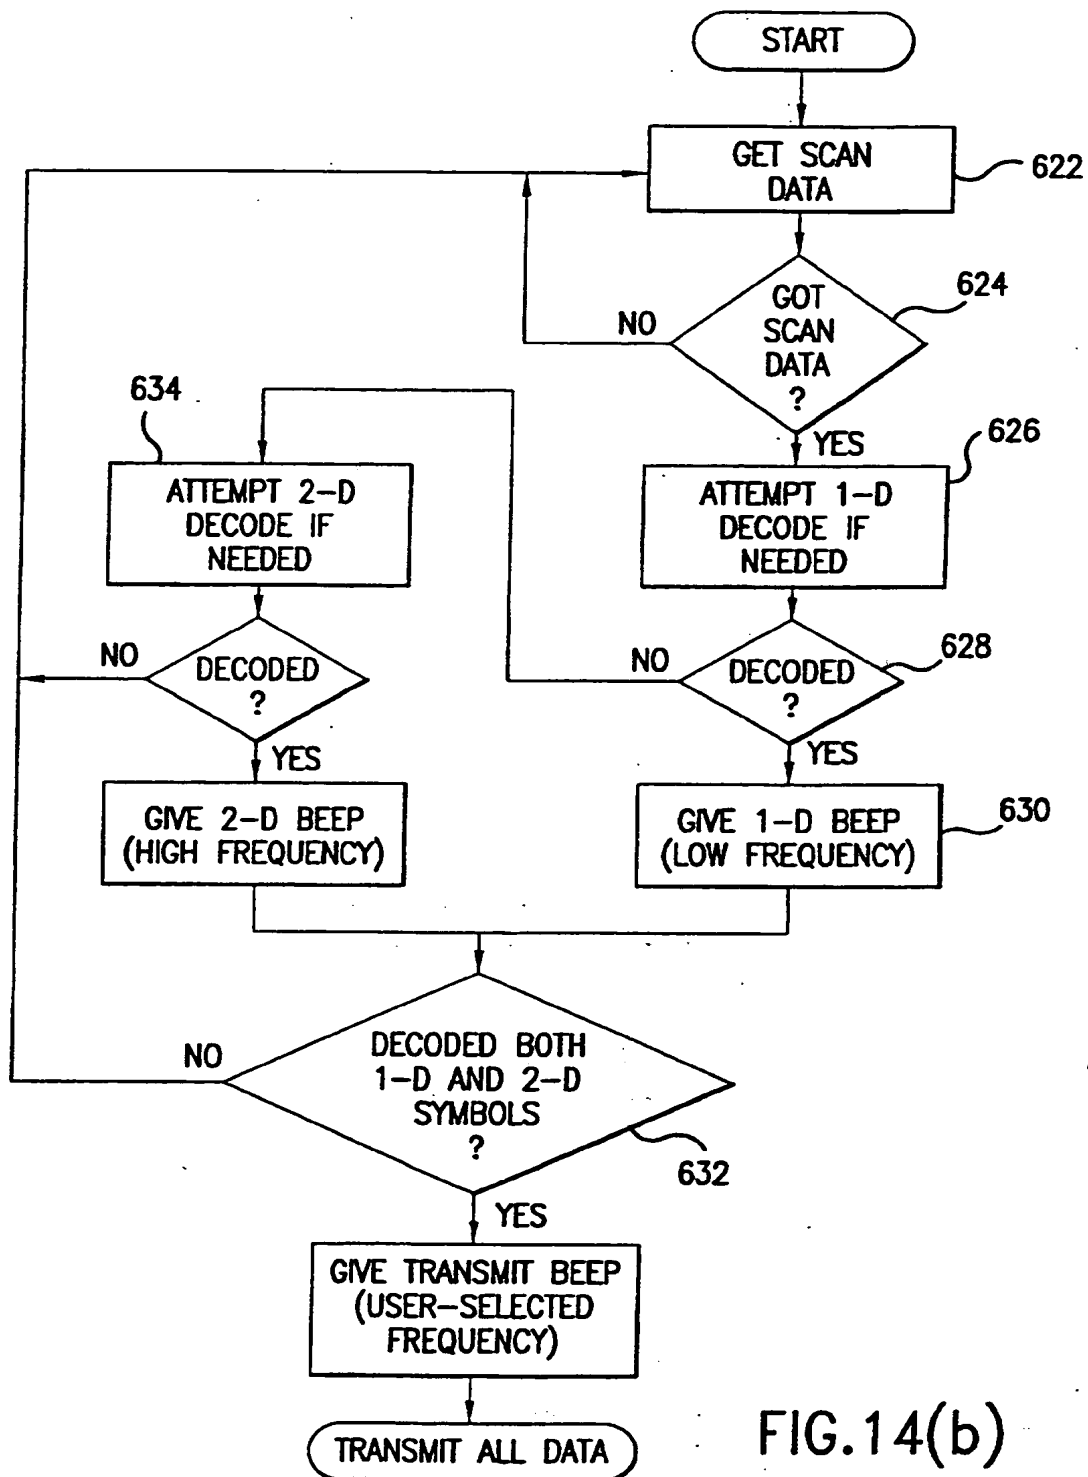 START
GET SCAN
DATA
622
GOT
SCAN
DATA
?
624
NO
YES
634
626
ATTEMPT 2-D
DECODE IF
NEEDED
ATTEMPT 1-D
DECODE IF
NEEDED
NO
DECODED
?
YES
NO
DECODED
?
628
YES
GIVE 2-D BEEP
(HIGH FREQUENCY)
GIVE 1-D BEEP
(LOW FREQUENCY)
630
NO
DECODED BOTH
1-D AND 2-D
SYMBOLS
?
632
YES
GIVE TRANSMIT BEEP
(USER-SELECTED
FREQUENCY)
TRANSMIT ALL DATA
FIG.14(b)